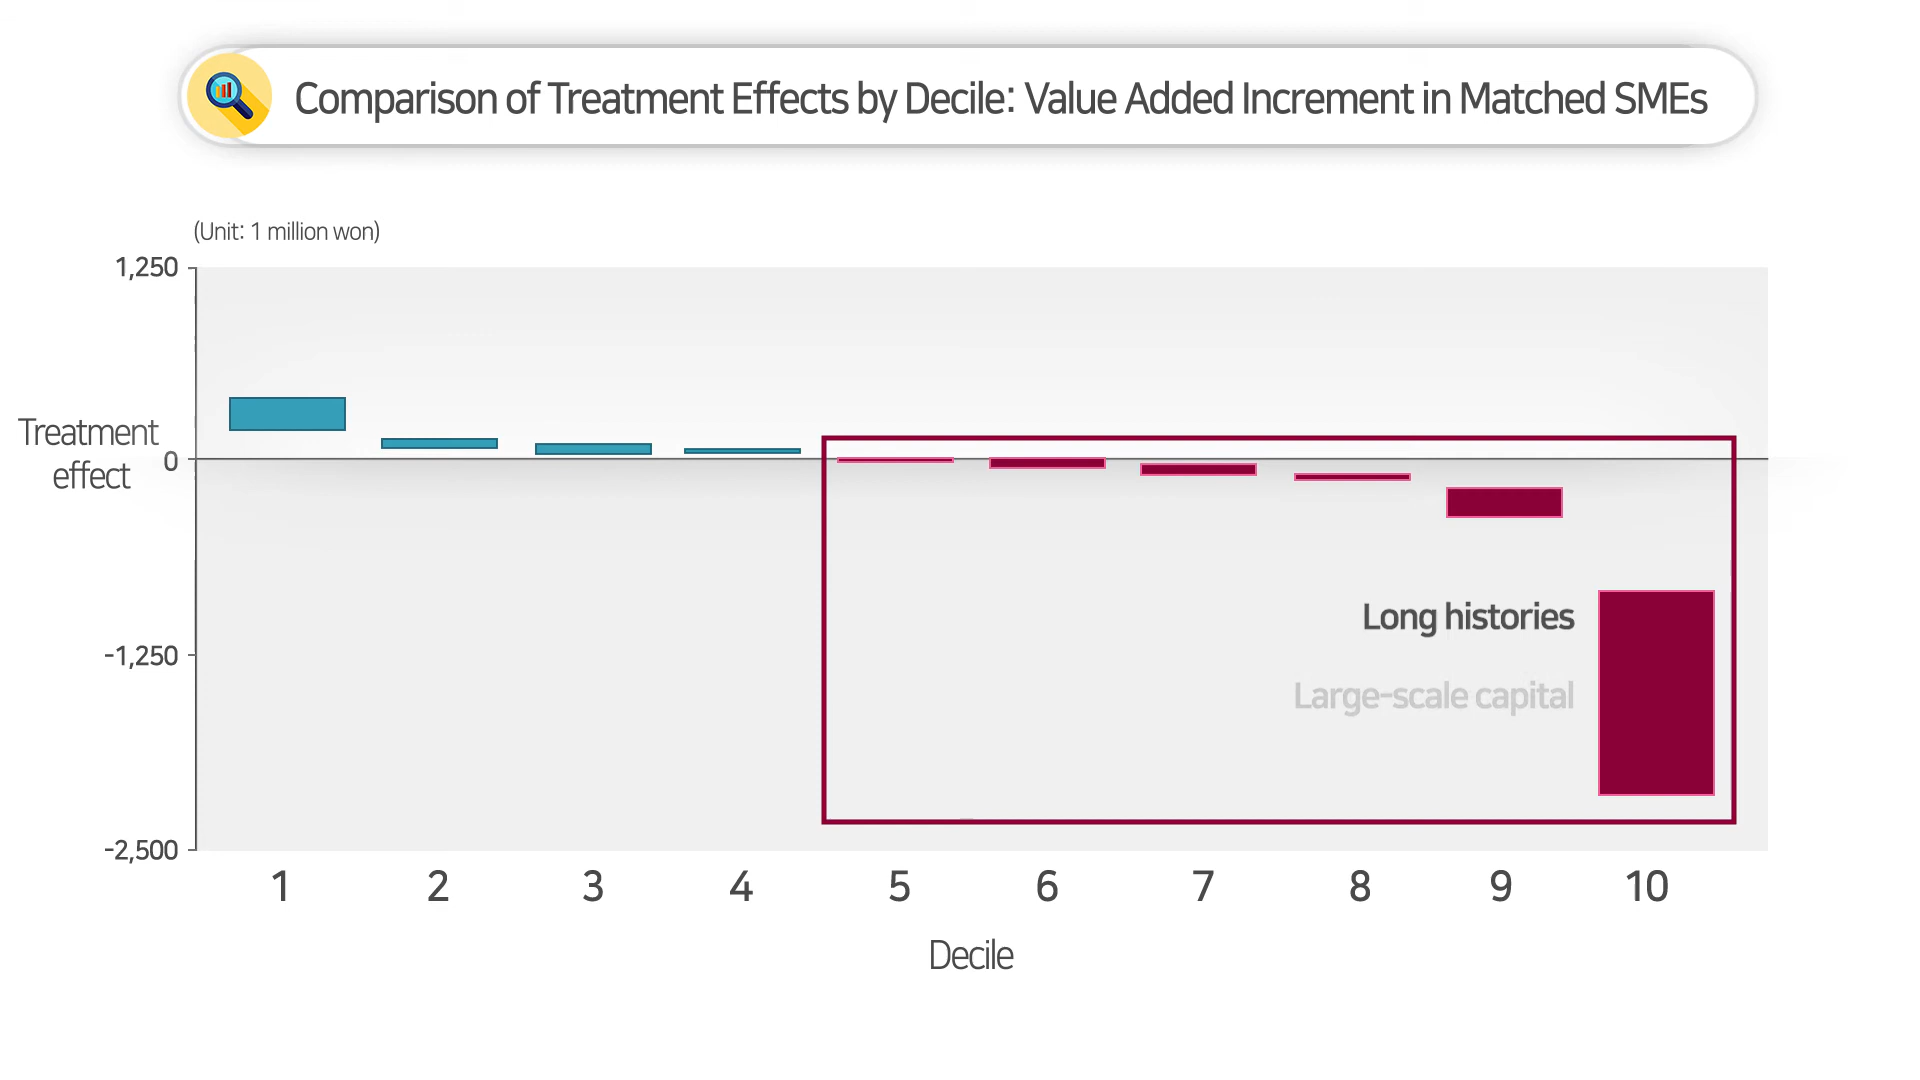 Comparison of Treatment Effects by Decile: Value Added Increment in Matched SMEs
(Unit: 1 million won)
1,250
Treatment
effect
0
Long histories
-1,250
Large-scale capital
-2,500
1 2 3 4 5 6 7 8 9 10
Decile